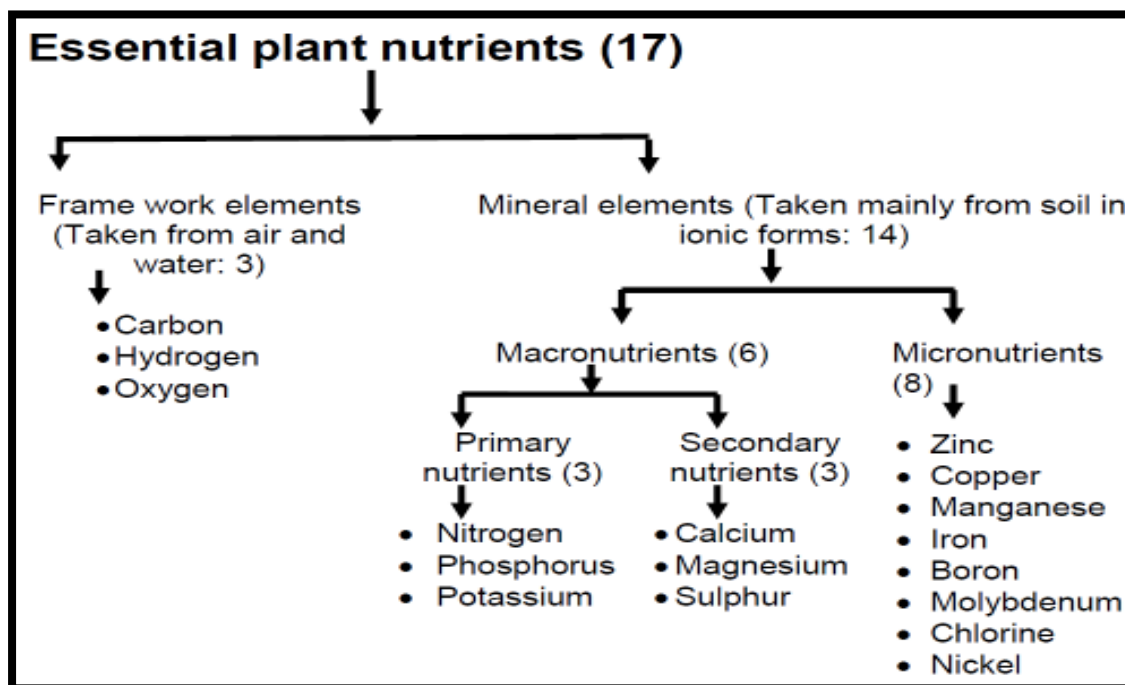 Essential plant nutrients (17)
Frame work elements
(Taken from air and
water: 3)
• Carbon
• Hydrogen
• Oxygen
Mineral elements (Taken mainly from soil in
ionic forms: 14)
Macronutrients (6)
Primary
nutrients (3)
• Nitrogen
• Phosphorus
• Potassium
Secondary
nutrients (3)
• Calcium
• Magnesium
• Sulphur
Micronutrients
(8)
• Zinc
• Copper
• Manganese
• Iron
• Boron
• Molybdenum
• Chlorine
• Nickel